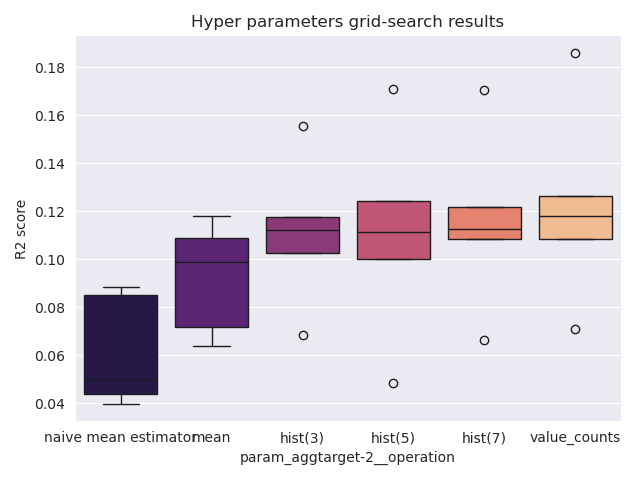 Hyper parameters grid-search results
R2 score
0.18
0.16
0.14
0.12
0.10
0.08
0.06
0.04
naive mean estimator mean hist(3) hist(5) hist(7) value_counts
param_aggtarget-2__operation